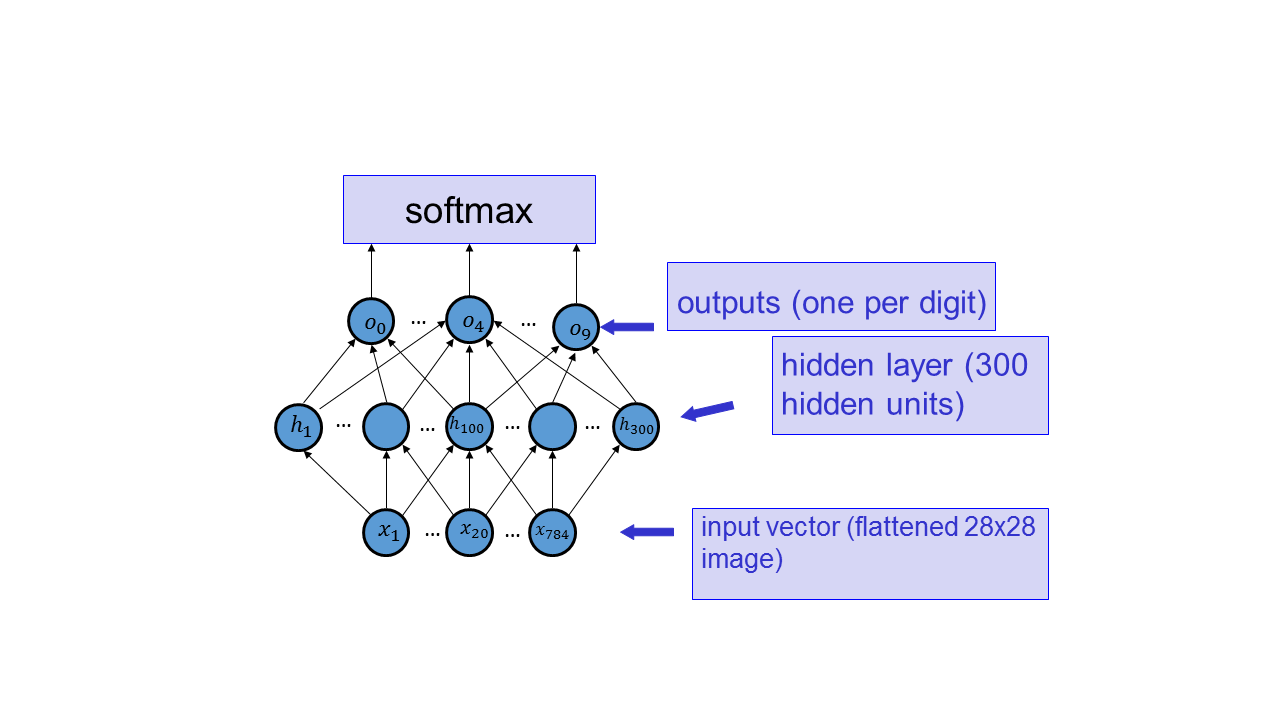 softmax
outputs (one per digit)
o₀ ... o₄ ... o₉
hidden layer (300
hidden units)
h₁ ... ... h₁₀₀ ... ... h₃₀₀
input vector (flattened 28x28
image)
x₁ ... x₂₀ ... x₇₈₄